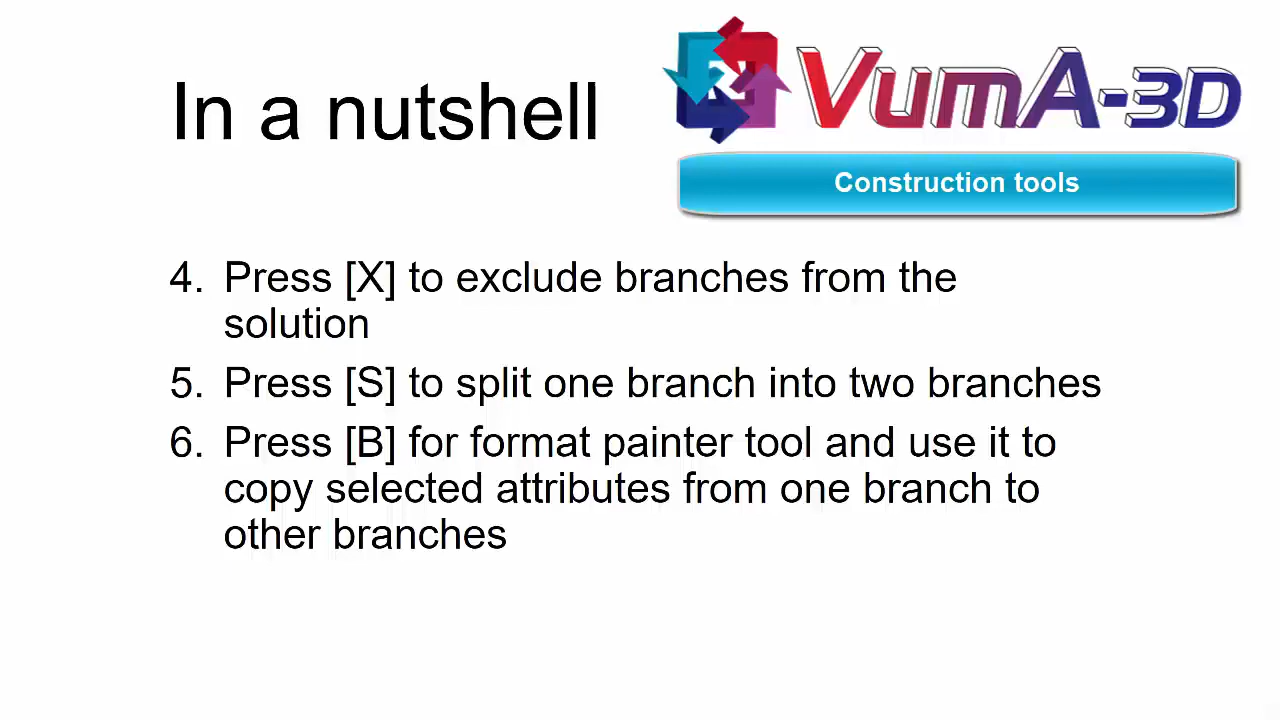 In a nutshell
VumA-3D
Construction tools
4. Press [X] to exclude branches from the
solution
5. Press [S] to split one branch into two branches
6. Press [B] for format painter tool and use it to
copy selected attributes from one branch to
other branches